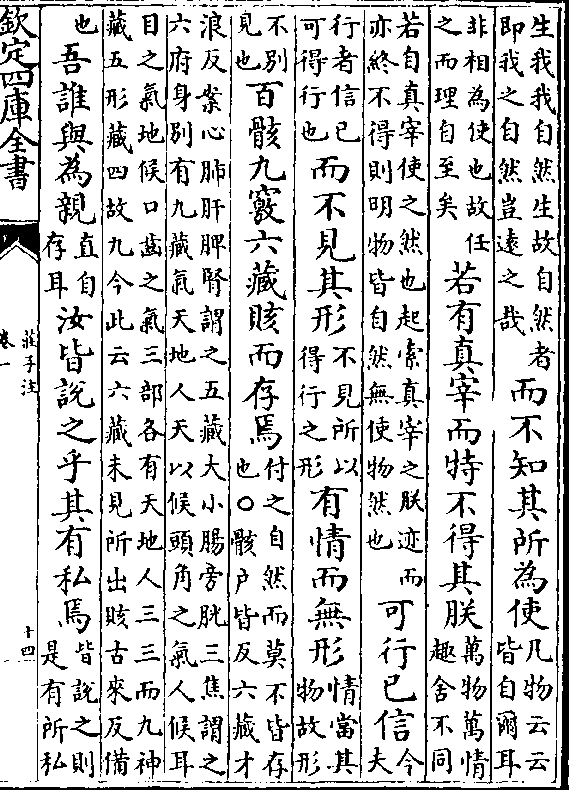 生我我自然生故自然者
即我之自然豈遠之哉
而不知其所為使
凡物云云
皆自爾耳
非相為使也故任
之而理自至矣
若有真宰而特不得其朕
萬物萬情
趣舍不同
若自真宰使之然也起索真宰之朕迹而
亦終不得則明物皆自然無使物然也
可行已信
今
夫
行者信已
可得行也
而不見其形
不見所以
得行之形
有情而無形
情當其
物故形
不别
見也
百骸九竅六藏賅而存焉
付之自然而莫不皆存
也○骸户皆反六藏才
浪反案心肺肝脾腎謂之五藏大小腸旁胱三焦謂之
六府身别有九藏氣天地人天以候頭角之氣人候耳
目之氣地候口齒之氣三部各有天地人三三而九神
藏五形藏四故九今此云六藏未見所出賅古來反備
也
吾誰與為親
直自
存耳
汝皆說之乎其有私焉
皆說之則
是有所私
欽定四庫全書
莊子注
卷一
十四